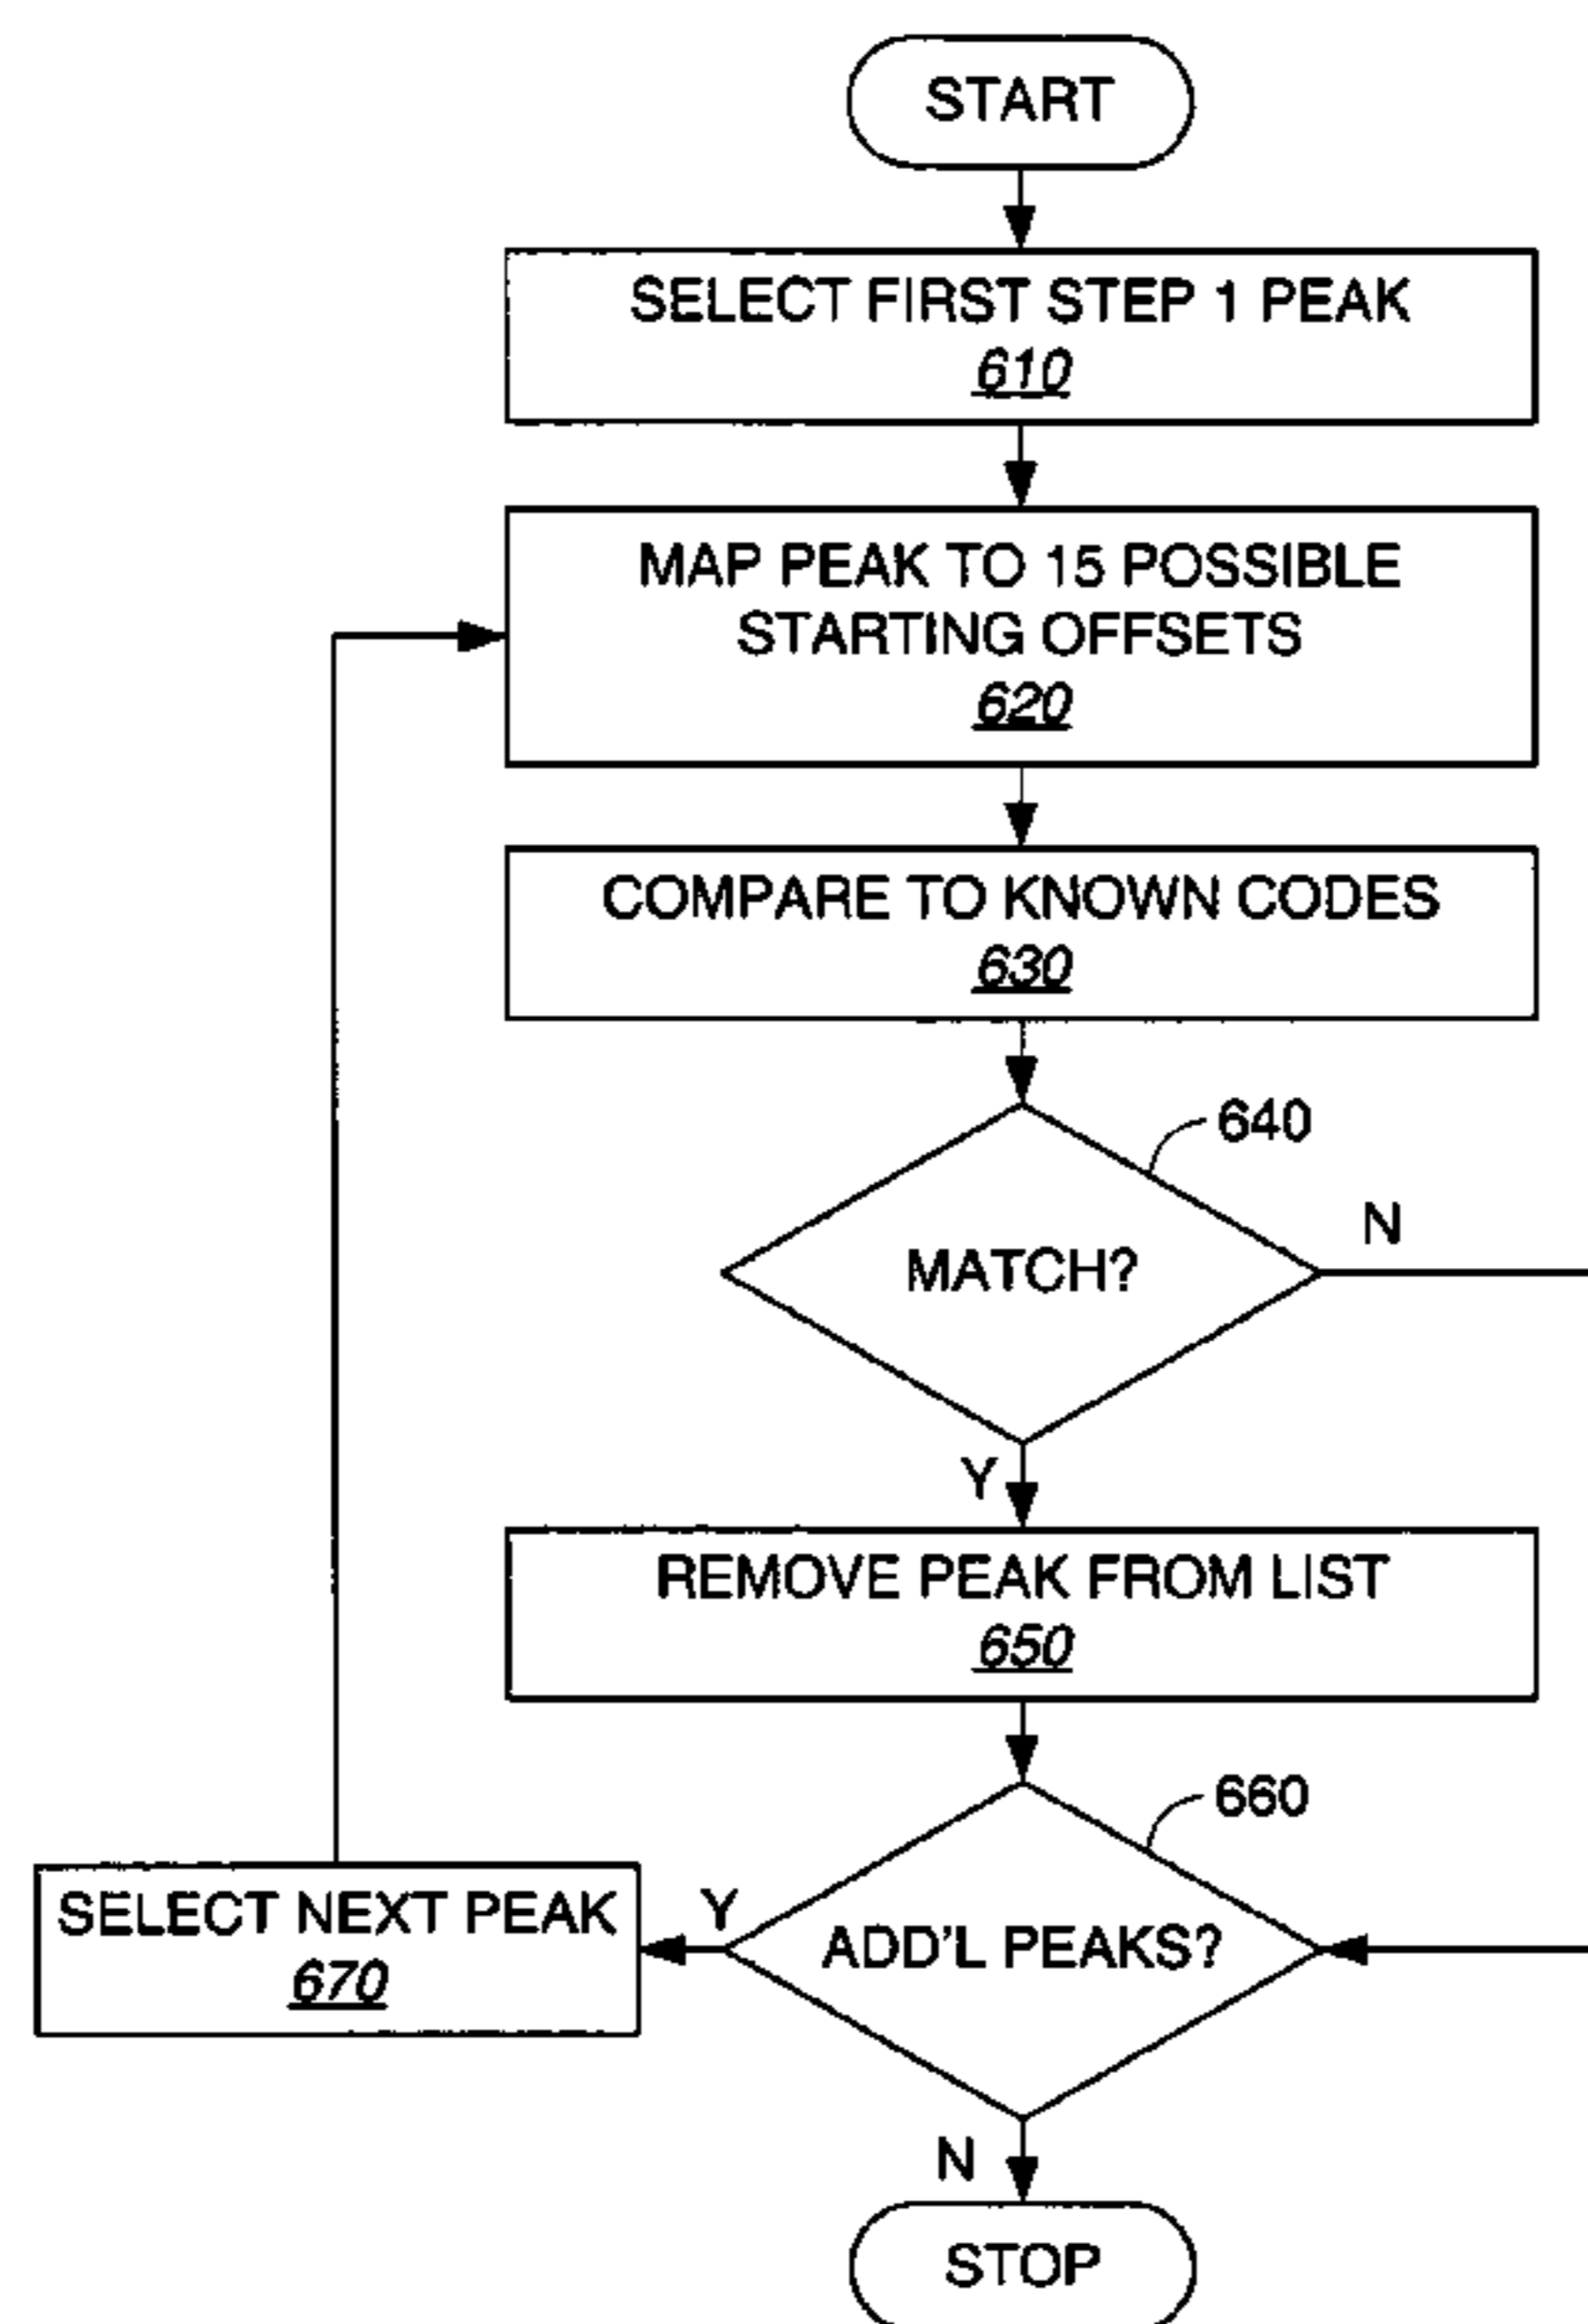 START
SELECT FIRST STEP 1 PEAK
610
MAP PEAK TO 15 POSSIBLE
STARTING OFFSETS
620
COMPARE TO KNOWN CODES
630
640
N
MATCH?
Y
REMOVE PEAK FROM LIST
650
660
SELECT NEXT PEAK
670
Y
ADD'L PEAKS?
N
STOP